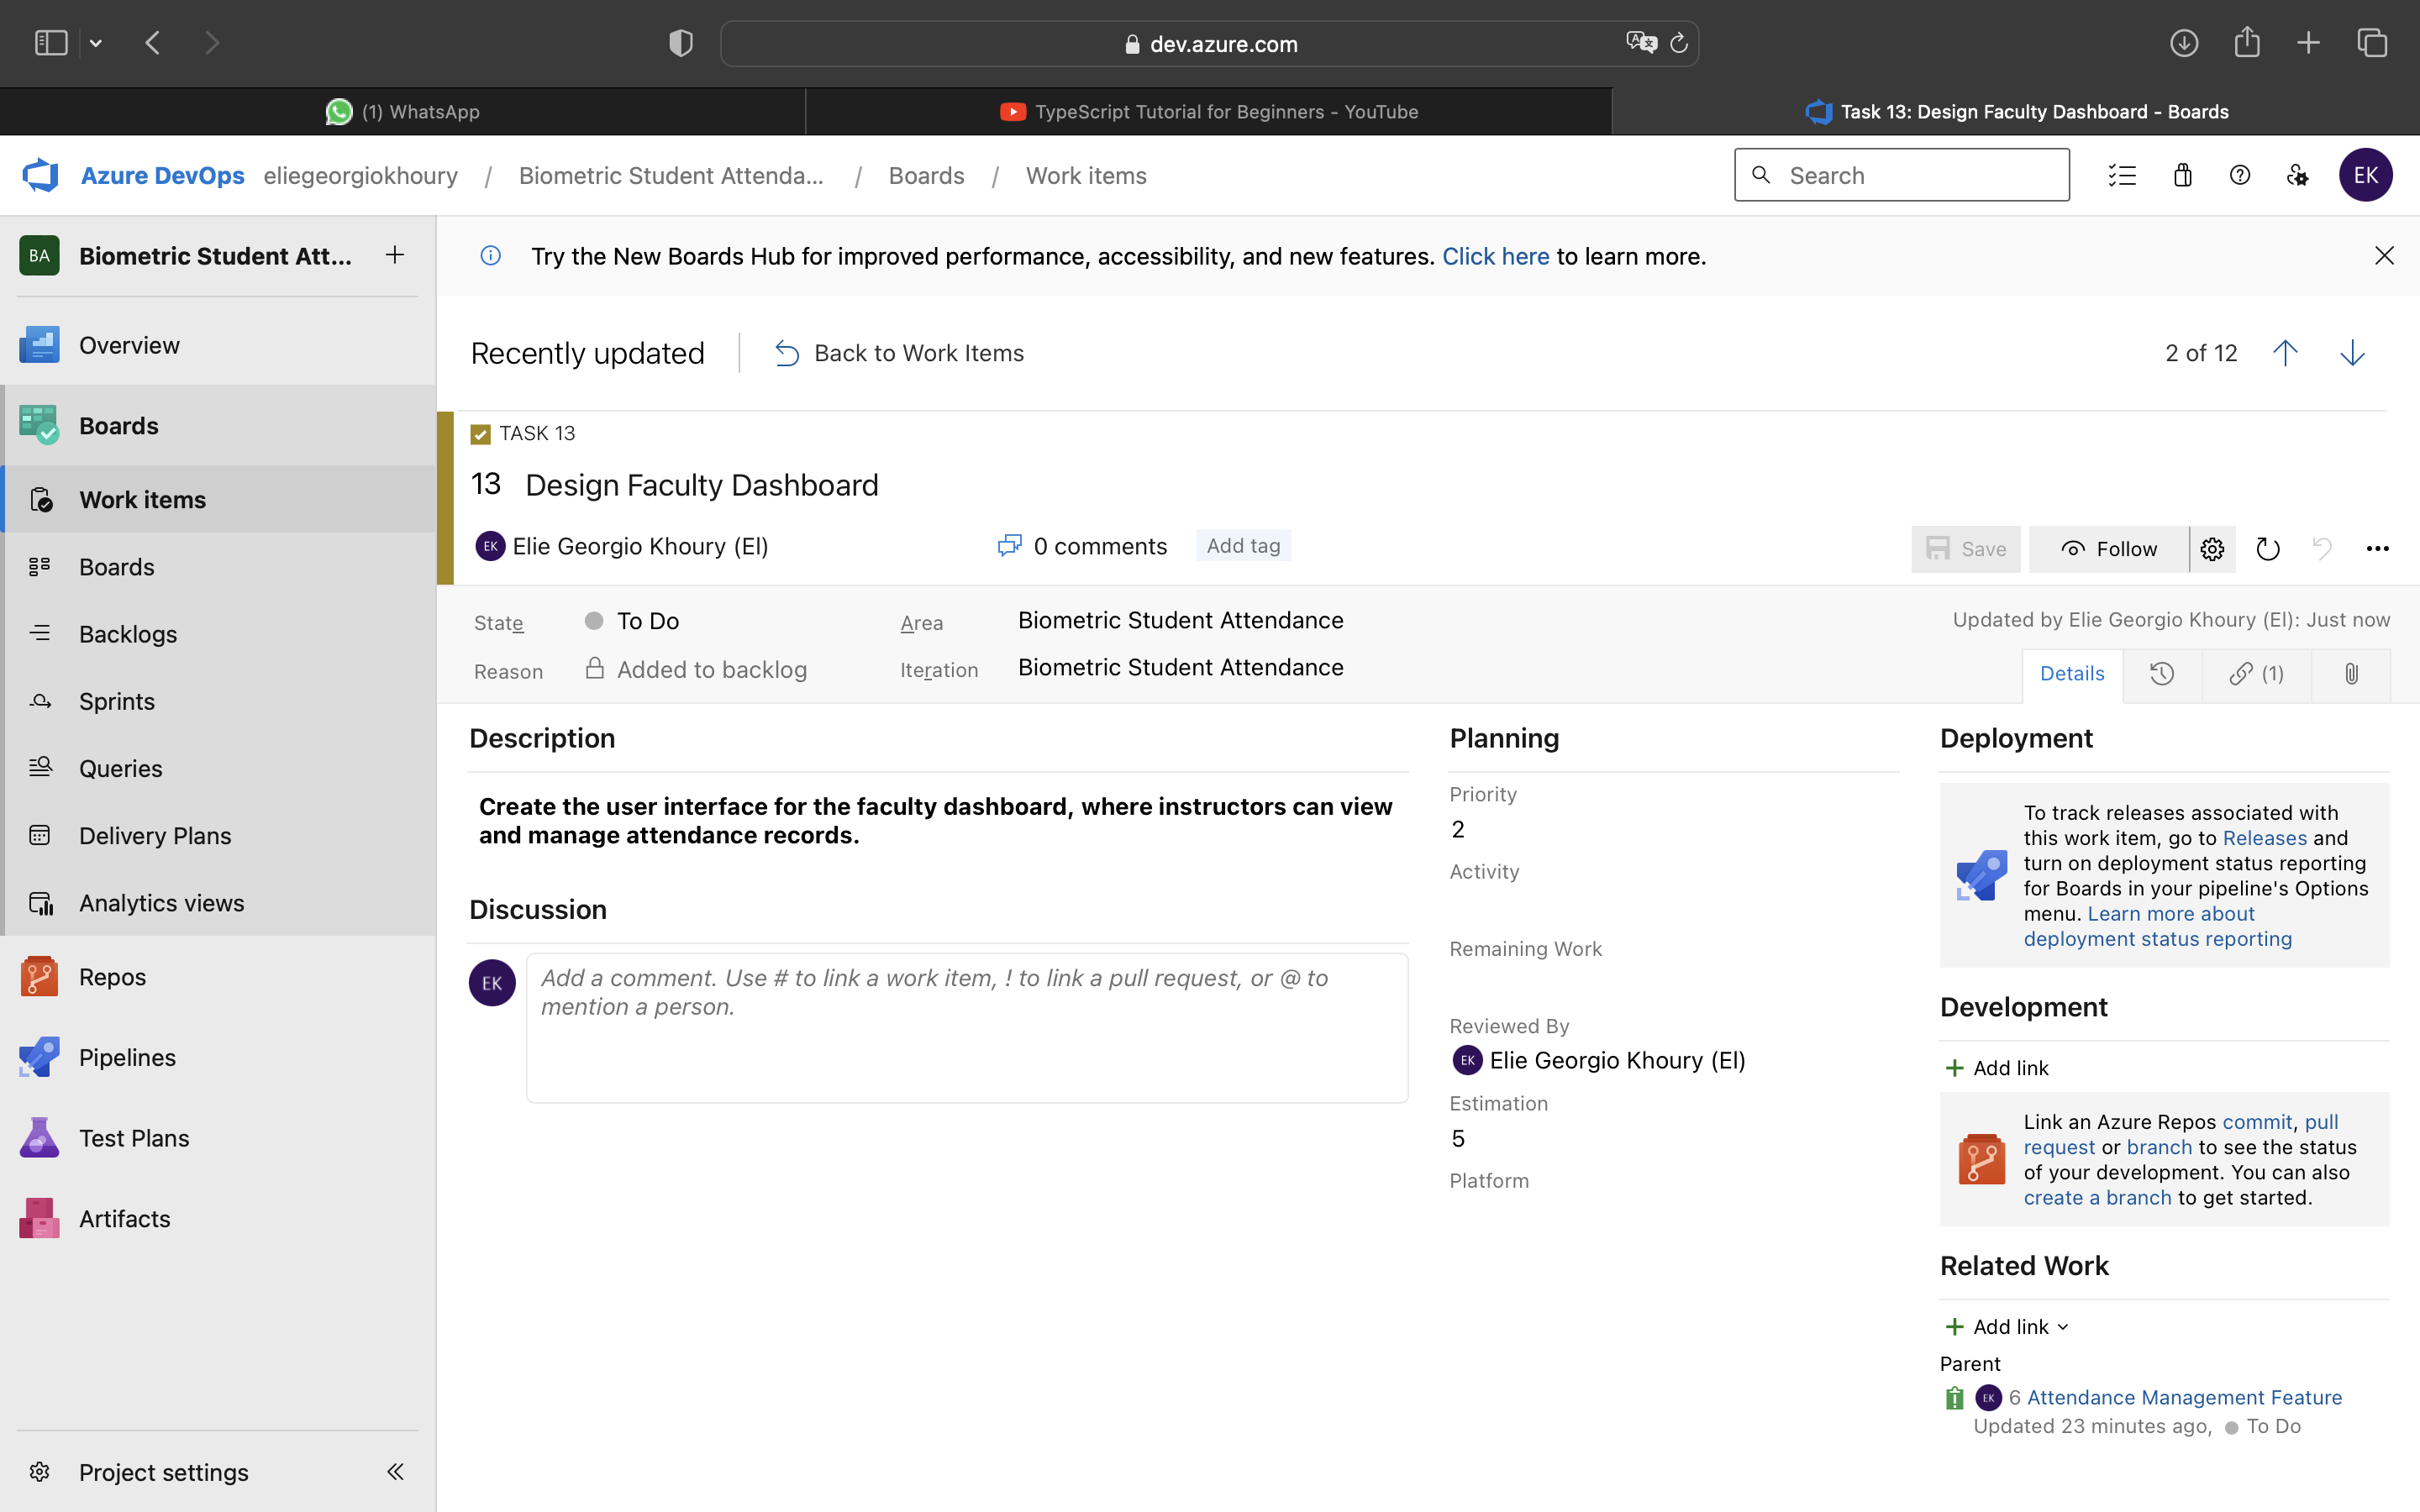 dev.azure.com
(1) WhatsApp
TypeScript Tutorial for Beginners - YouTube
Task 13: Design Faculty Dashboard - Boards
Azure DevOps eliegeorgiokhoury / Biometric Student Attenda... / Boards / Work items
Search
EK
BA Biometric Student Att...
Try the New Boards Hub for improved performance, accessibility, and new features. Click here to learn more.
Overview
Boards
Work items
Boards
Backlogs
Sprints
Queries
Delivery Plans
Analytics views
Repos
Pipelines
Test Plans
Artifacts
Project settings
Recently updated
Back to Work Items
2 of 12
TASK 13
13 Design Faculty Dashboard
EK Elie Georgio Khoury (El)
0 comments
Add tag
Save
Follow
State To Do
Area Biometric Student Attendance
Updated by Elie Georgio Khoury (El): Just now
Reason Added to backlog
Iteration Biometric Student Attendance
Details
(1)
Description
Create the user interface for the faculty dashboard, where instructors can view
and manage attendance records.
Discussion
EK
Add a comment. Use # to link a work item, ! to link a pull request, or @ to
mention a person.
Planning
Priority
2
Activity
Remaining Work
Reviewed By
EK Elie Georgio Khoury (El)
Estimation
5
Platform
Deployment
To track releases associated with
this work item, go to Releases and
turn on deployment status reporting
for Boards in your pipeline's Options
menu. Learn more about
deployment status reporting
Development
Add link
Link an Azure Repos commit, pull
request or branch to see the status
of your development. You can also
create a branch to get started.
Related Work
Add link
Parent
EK 6 Attendance Management Feature
Updated 23 minutes ago, To Do